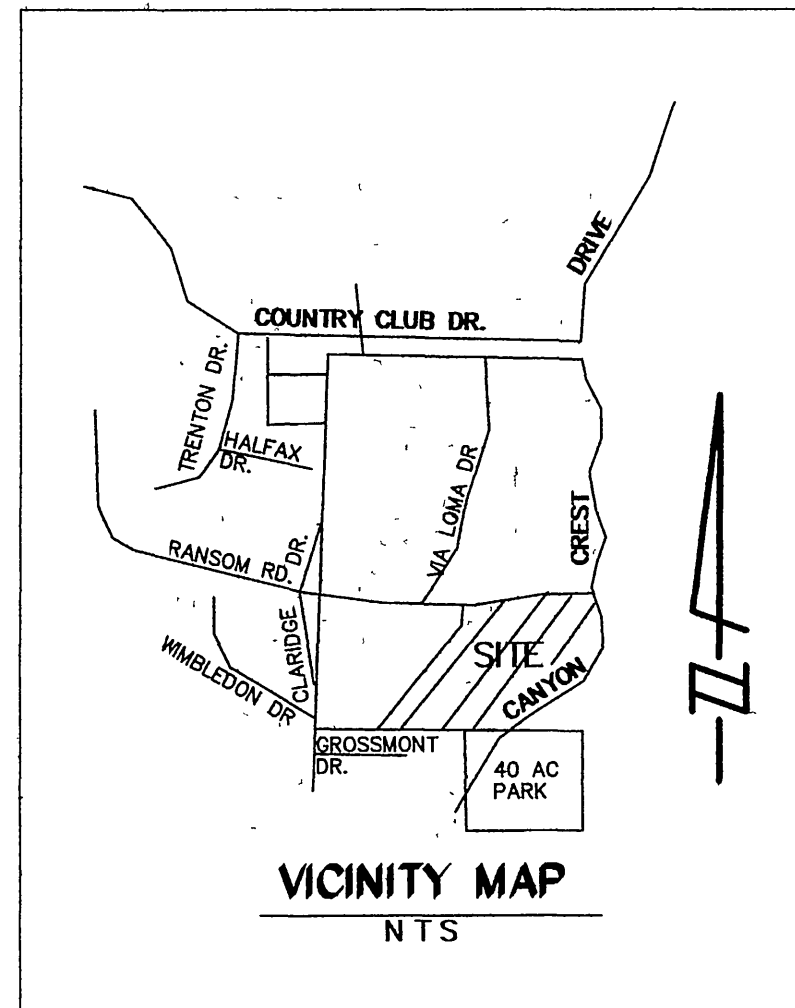 DRIVE
COUNTRY CLUB DR.
TRENTON DR.
HALFAX
DR.
VIA LOMA DR
CREST
RANSOM RD.
DR.
CLARIDGE
WIMBLEDON DR
SITE
CANYON
GROSSMONT
DR.
40 AC
PARK
N
VICINITY MAP
NTS